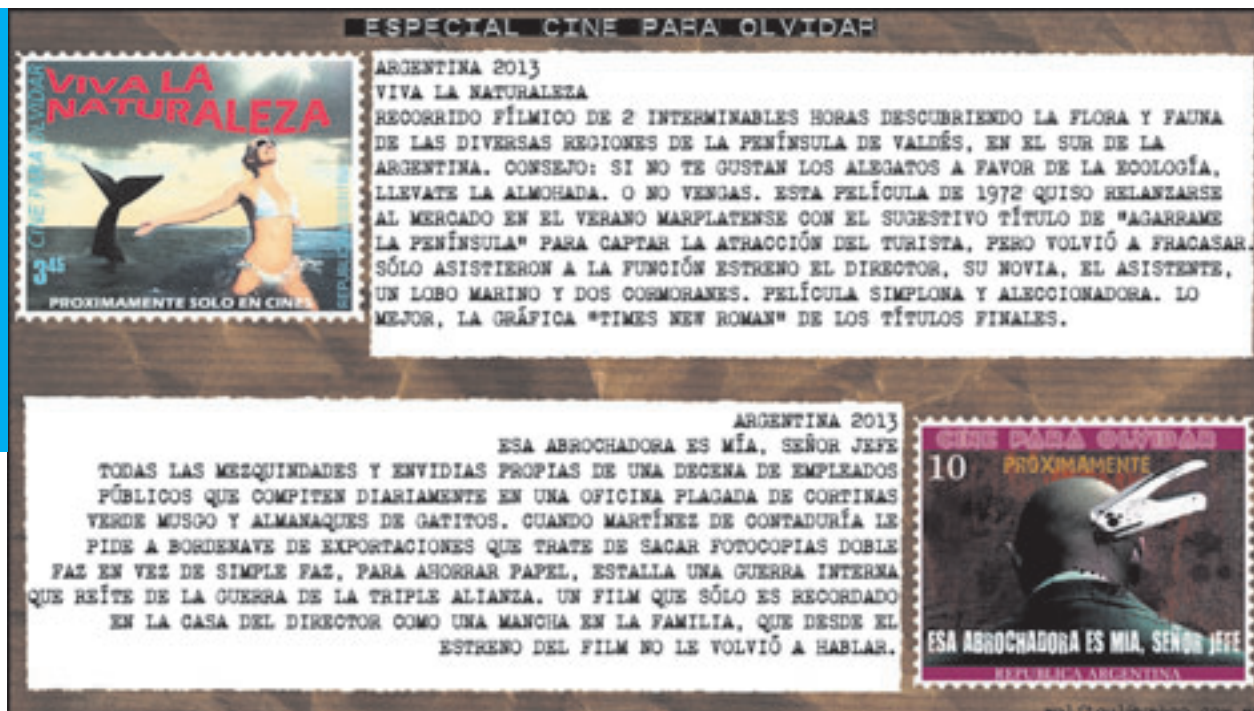 ESPECIAL CINE PARA OLVIDAR
VIVA LA
NATURALEZA
CINE PARA OLVIDAR
3⁴⁵
PROXIMAMENTE SOLO EN CINES
ARGENTINA 2013
VIVA LA NATURALEZA
RECORRIDO FÍLMICO DE 2 INTERMINABLES HORAS DESCUBRIENDO LA FLORA Y FAUNA
DE LAS DIVERSAS REGIONES DE LA PENÍNSULA DE VALDÉS, EN EL SUR DE LA
ARGENTINA. CONSEJO: SI NO TE GUSTAN LOS ALEGATOS A FAVOR DE LA ECOLOGÍA,
LLEVATE LA ALMOHADA. O NO VENGAS. ESTA PELÍCULA DE 1972 QUISO RELANZARSE
AL MERCADO EN EL VERANO MARPLATENSE CON EL SUGESTIVO TÍTULO DE "AGARRAME
LA PENÍNSULA" PARA CAPTAR LA ATRACCIÓN DEL TURISTA, PERO VOLVIÓ A FRACASAR
SÓLO ASISTIERON A LA FUNCIÓN ESTRENO EL DIRECTOR, SU NOVIA, EL ASISTENTE,
UN LOBO MARINO Y DOS CORMORANES. PELÍCULA SIMPLONA Y ALECCIONADORA. LO
MEJOR, LA GRÁFICA "TIMES NEW ROMAN" DE LOS TÍTULOS FINALES.
ARGENTINA 2013
ESA ABROCHADORA ES MÍA, SEÑOR JEFE
TODAS LAS MEZQUINDADES Y ENVIDIAS PROPIAS DE UNA DECENA DE EMPLEADOS
PÚBLICOS QUE COMPITEN DIARIAMENTE EN UNA OFICINA PLAGADA DE CORTINAS
VERDE MUSGO Y ALMANAQUES DE GATITOS. CUANDO MARTÍNEZ DE CONTADURÍA LE
PIDE A BORDENAVE DE EXPORTACIONES QUE TRATE DE SACAR FOTOCOPIAS DOBLE
FAZ EN VEZ DE SIMPLE FAZ, PARA AHORRAR PAPEL, ESTALLA UNA GUERRA INTERNA
QUE REÍTE DE LA GUERRA DE LA TRIPLE ALIANZA. UN FILM QUE SÓLO ES RECORDADO
EN LA CASA DEL DIRECTOR COMO UNA MANCHA EN LA FAMILIA, QUE DESDE EL
ESTRENO DEL FILM NO LE VOLVIÓ A HABLAR.
CINE PARA OLVIDAR
10 PRÓXIMAMENTE
ESA ABROCHADORA ES MIA, SEÑOR JEFE
REPUBLICA ARGENTINA